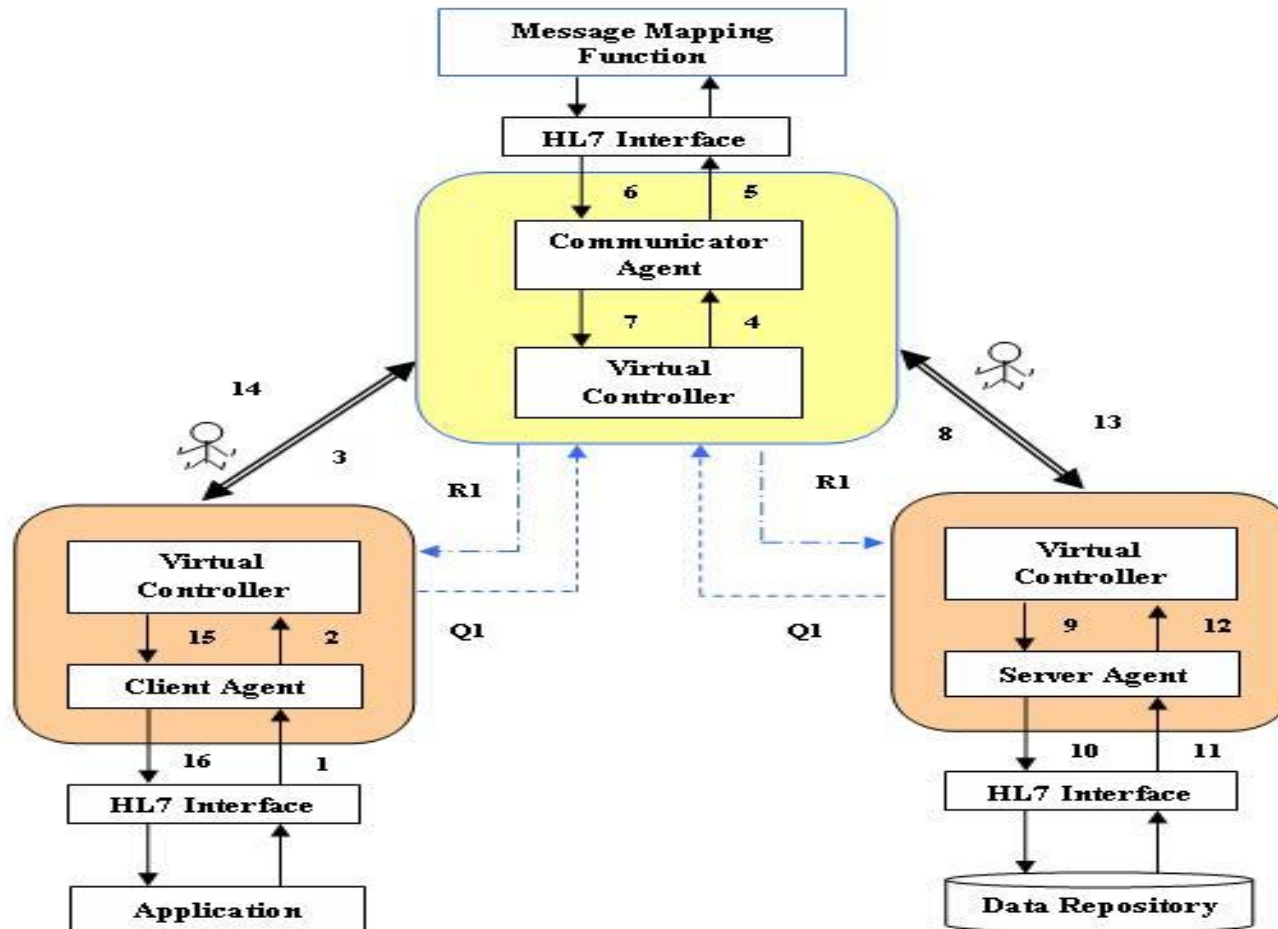 Message Mapping
Function
HL7 Interface
6
5
Communicator
Agent
7
4
Virtual
Controller
14
3
13
8
R1
R1
Virtual
Controller
15
2
Client Agent
Q1
Q1
Virtual
Controller
9
12
Server Agent
16
1
HL7 Interface
Application
10
11
HL7 Interface
Data Repository